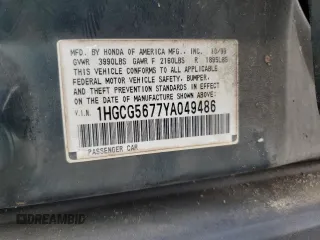 MFD. BY HONDA OF AMERICA MFG., INC. 10/99
GVWR 3990LBS GAWR F 2160LBS R 1895LBS
THIS VEHICLE CONFORMS TO ALL APPLICABLE
FEDERAL MOTOR VEHICLE SAFETY, BUMPER,
AND THEFT PREVENTION STANDARDS IN
EFFECT ON THE DATE OF MANUFACTURE
SHOWN ABOVE.
V.I.N. 1HGCG5677YA049486
PASSENGER CAR
©AUTOBIDMASTER